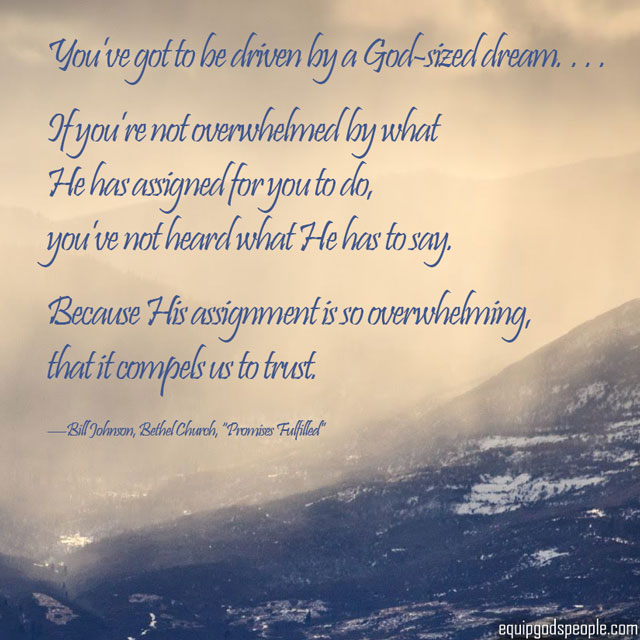 You've got to be driven by a God-sized dream. . . .
If you're not overwhelmed by what
He has assigned for you to do,
you've not heard what He has to say.
Because His assignment is so overwhelming,
that it compels us to trust.
—Bill Johnson, Bethel Church, "Promises Fulfilled"
equipgodspeople.com